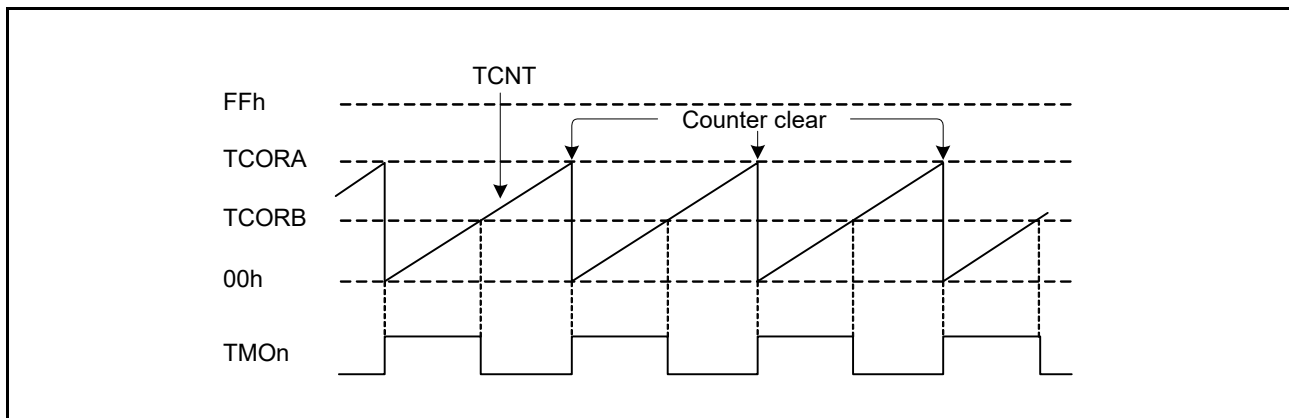 TCNT
FFh
Counter clear
TCORA
TCORB
00h
TMOn